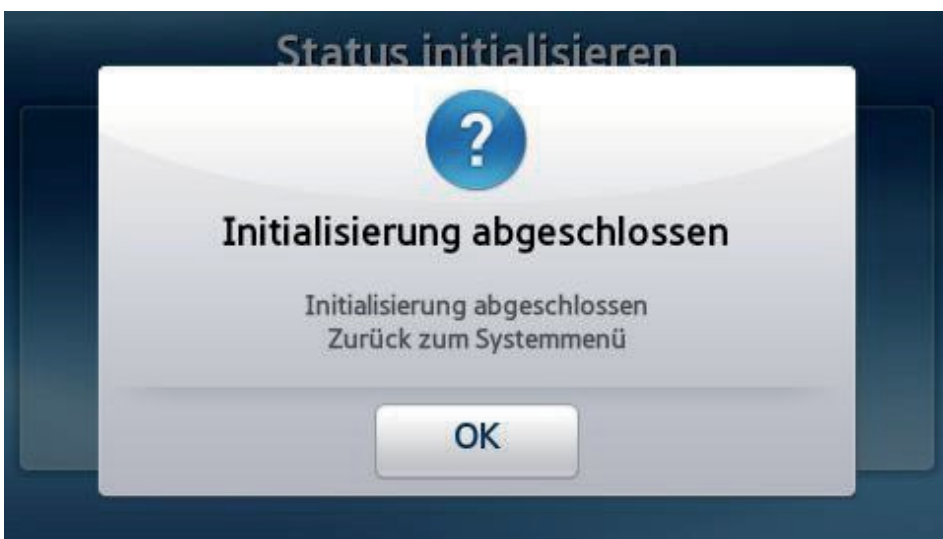 Status initialisieren
?
Initialisierung abgeschlossen
Initialisierung abgeschlossen
Zurück zum Systemmenü
OK